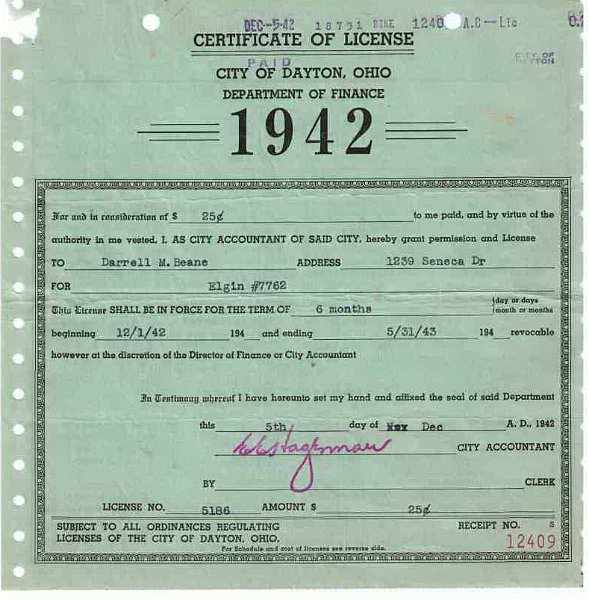 DEC-5-42 18751 BIKE 1240 A.C-Lic
CERTIFICATE OF LICENSE
PAID
CITY OF DAYTON
CITY OF DAYTON, OHIO
DEPARTMENT OF FINANCE
1942
For and in consideration of $ 25¢ to me paid, and by virtue of the
authority in me vested, I, AS CITY ACCOUNTANT OF SAID CITY, hereby grant permission and License
TO Darrell M. Beane ADDRESS 1239 Seneca Dr
FOR Elgin #7762
This License SHALL BE IN FORCE FOR THE TERM OF 6 months day or days
month or months
beginning 12/1/42 194 and ending 5/31/43 194 revocable
however at the discretion of the Director of Finance or City Accountant
In Testimony whereof I have hereunto set my hand and affixed the seal of said Department
this 5th day of Dec A. D., 1942
CITY ACCOUNTANT
BY CLERK
LICENSE NO. 5186 AMOUNT $ 25¢
SUBJECT TO ALL ORDINANCES REGULATING RECEIPT NO. S
LICENSES OF THE CITY OF DAYTON, OHIO. 12409
For Schedule and cost of licenses see reverse side.